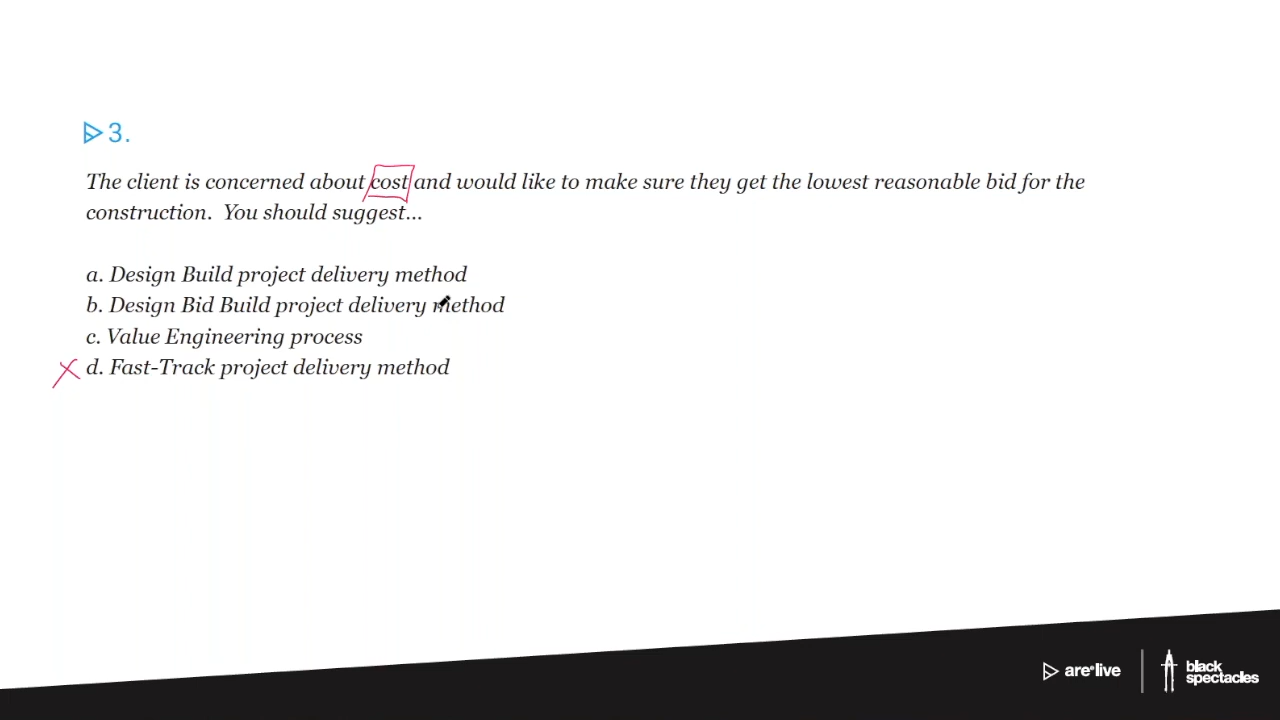 3.
The client is concerned about cost and would like to make sure they get the lowest reasonable bid for the
construction. You should suggest...
a. Design Build project delivery method
b. Design Bid Build project delivery method
c. Value Engineering process
d. Fast-Track project delivery method
are live
black
spectacles